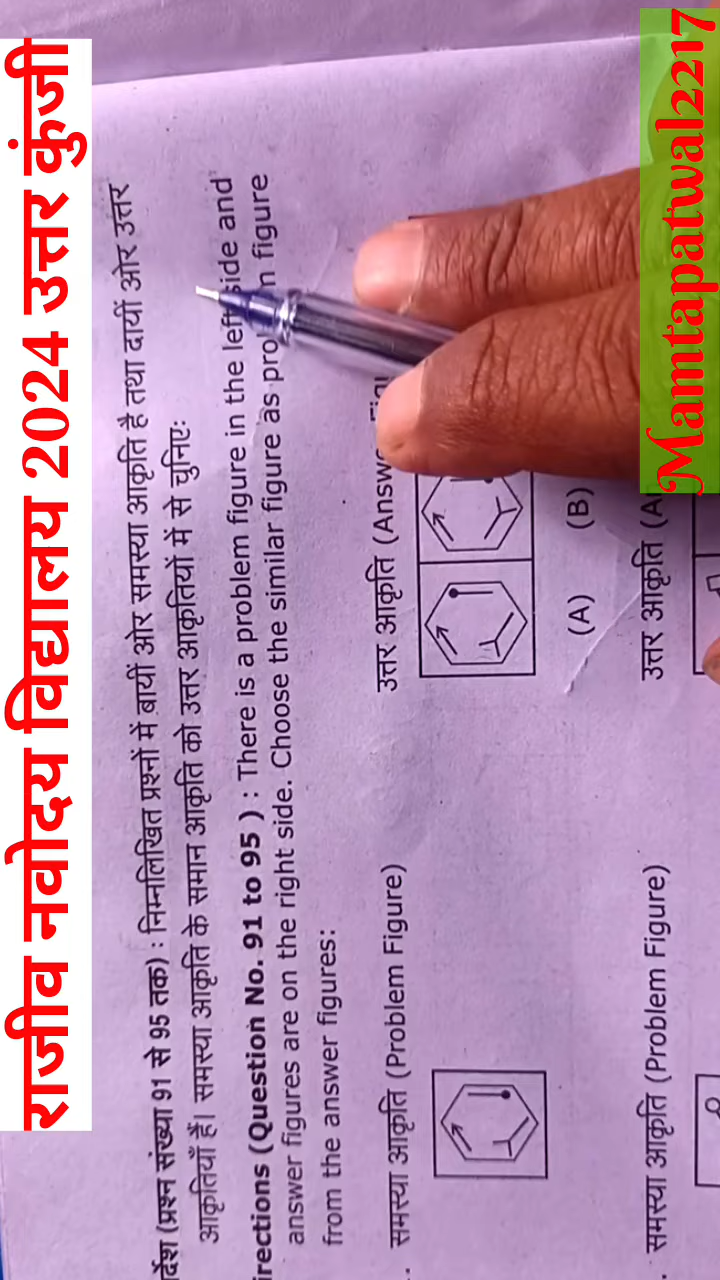 राजीव नवोदय विद्यालय 2024 उत्तर कुंजी
(प्रश्न संख्या 91 से 95 तक) : निम्नलिखित प्रश्नों में बायीं ओर समस्या आकृति है तथा दायीं ओर उत्तर
आकृतियाँ हैं। समस्या आकृति के समान आकृति को उत्तर आकृतियों में से चुनिएः
(Question No. 91 to 95 ) : There is a problem figure in the left side and
answer figures are on the right side. Choose the similar figure as figure
from the answer figures:
समस्या आकृति (Problem Figure) उत्तर आकृति
(A) (B)
समस्या आकृति (Problem Figure) उत्तर आकृति
Mamtapatwal2217